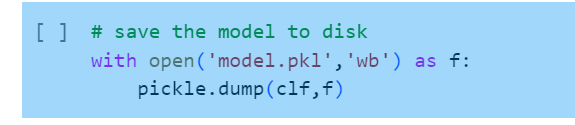 [ ] # save the model to disk
with open('model.pkl','wb') as f:
    pickle.dump(clf,f)